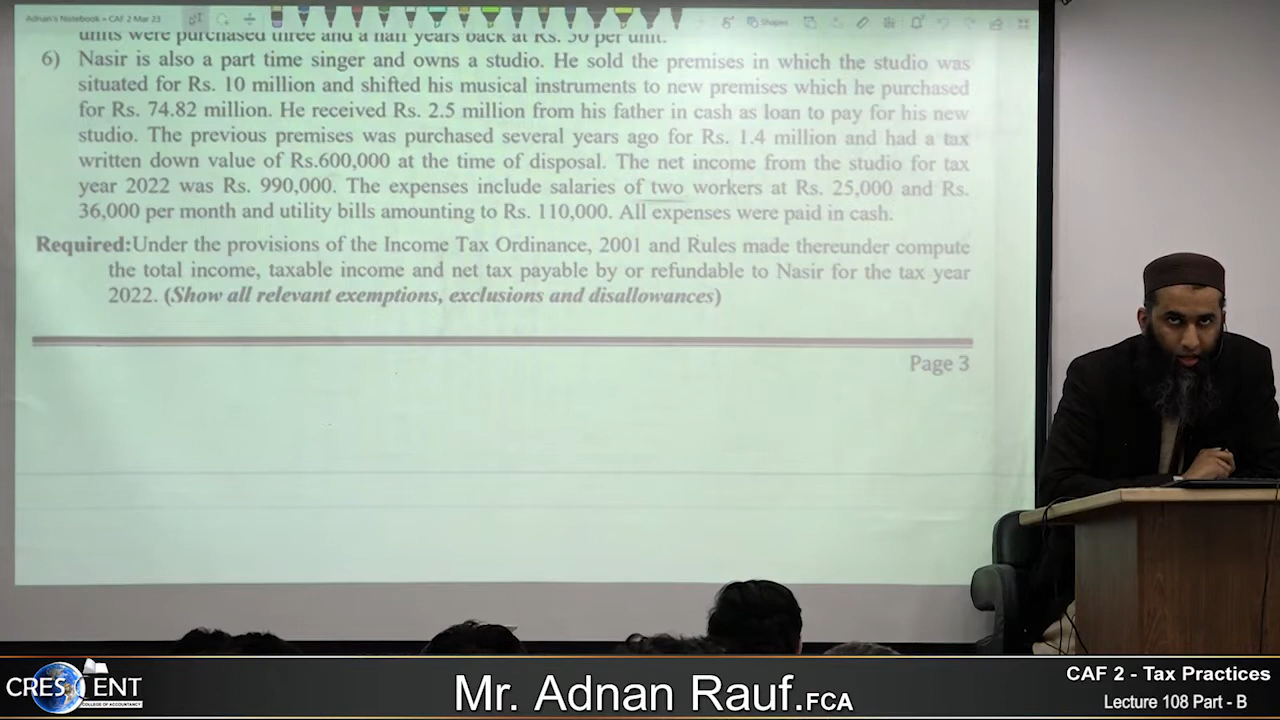 Adnan's Notebook » CAF 2 Mar 23
Shapes
units were purchased three and a half years back at Rs. 50 per unit.
6) Nasir is also a part time singer and owns a studio. He sold the premises in which the studio was
situated for Rs. 10 million and shifted his musical instruments to new premises which he purchased
for Rs. 74.82 million. He received Rs. 2.5 million from his father in cash as loan to pay for his new
studio. The previous premises was purchased several years ago for Rs. 1.4 million and had a tax
written down value of Rs.600,000 at the time of disposal. The net income from the studio for tax
year 2022 was Rs. 990,000. The expenses include salaries of two workers at Rs. 25,000 and Rs.
36,000 per month and utility bills amounting to Rs. 110,000. All expenses were paid in cash.
Required:Under the provisions of the Income Tax Ordinance, 2001 and Rules made thereunder compute
the total income, taxable income and net tax payable by or refundable to Nasir for the tax year
2022. (Show all relevant exemptions, exclusions and disallowances)
Page 3
CRESCENT
COLLEGE OF ACCOUNTANCY
Mr. Adnan Rauf.FCA
CAF 2 - Tax Practices
Lecture 108 Part - B